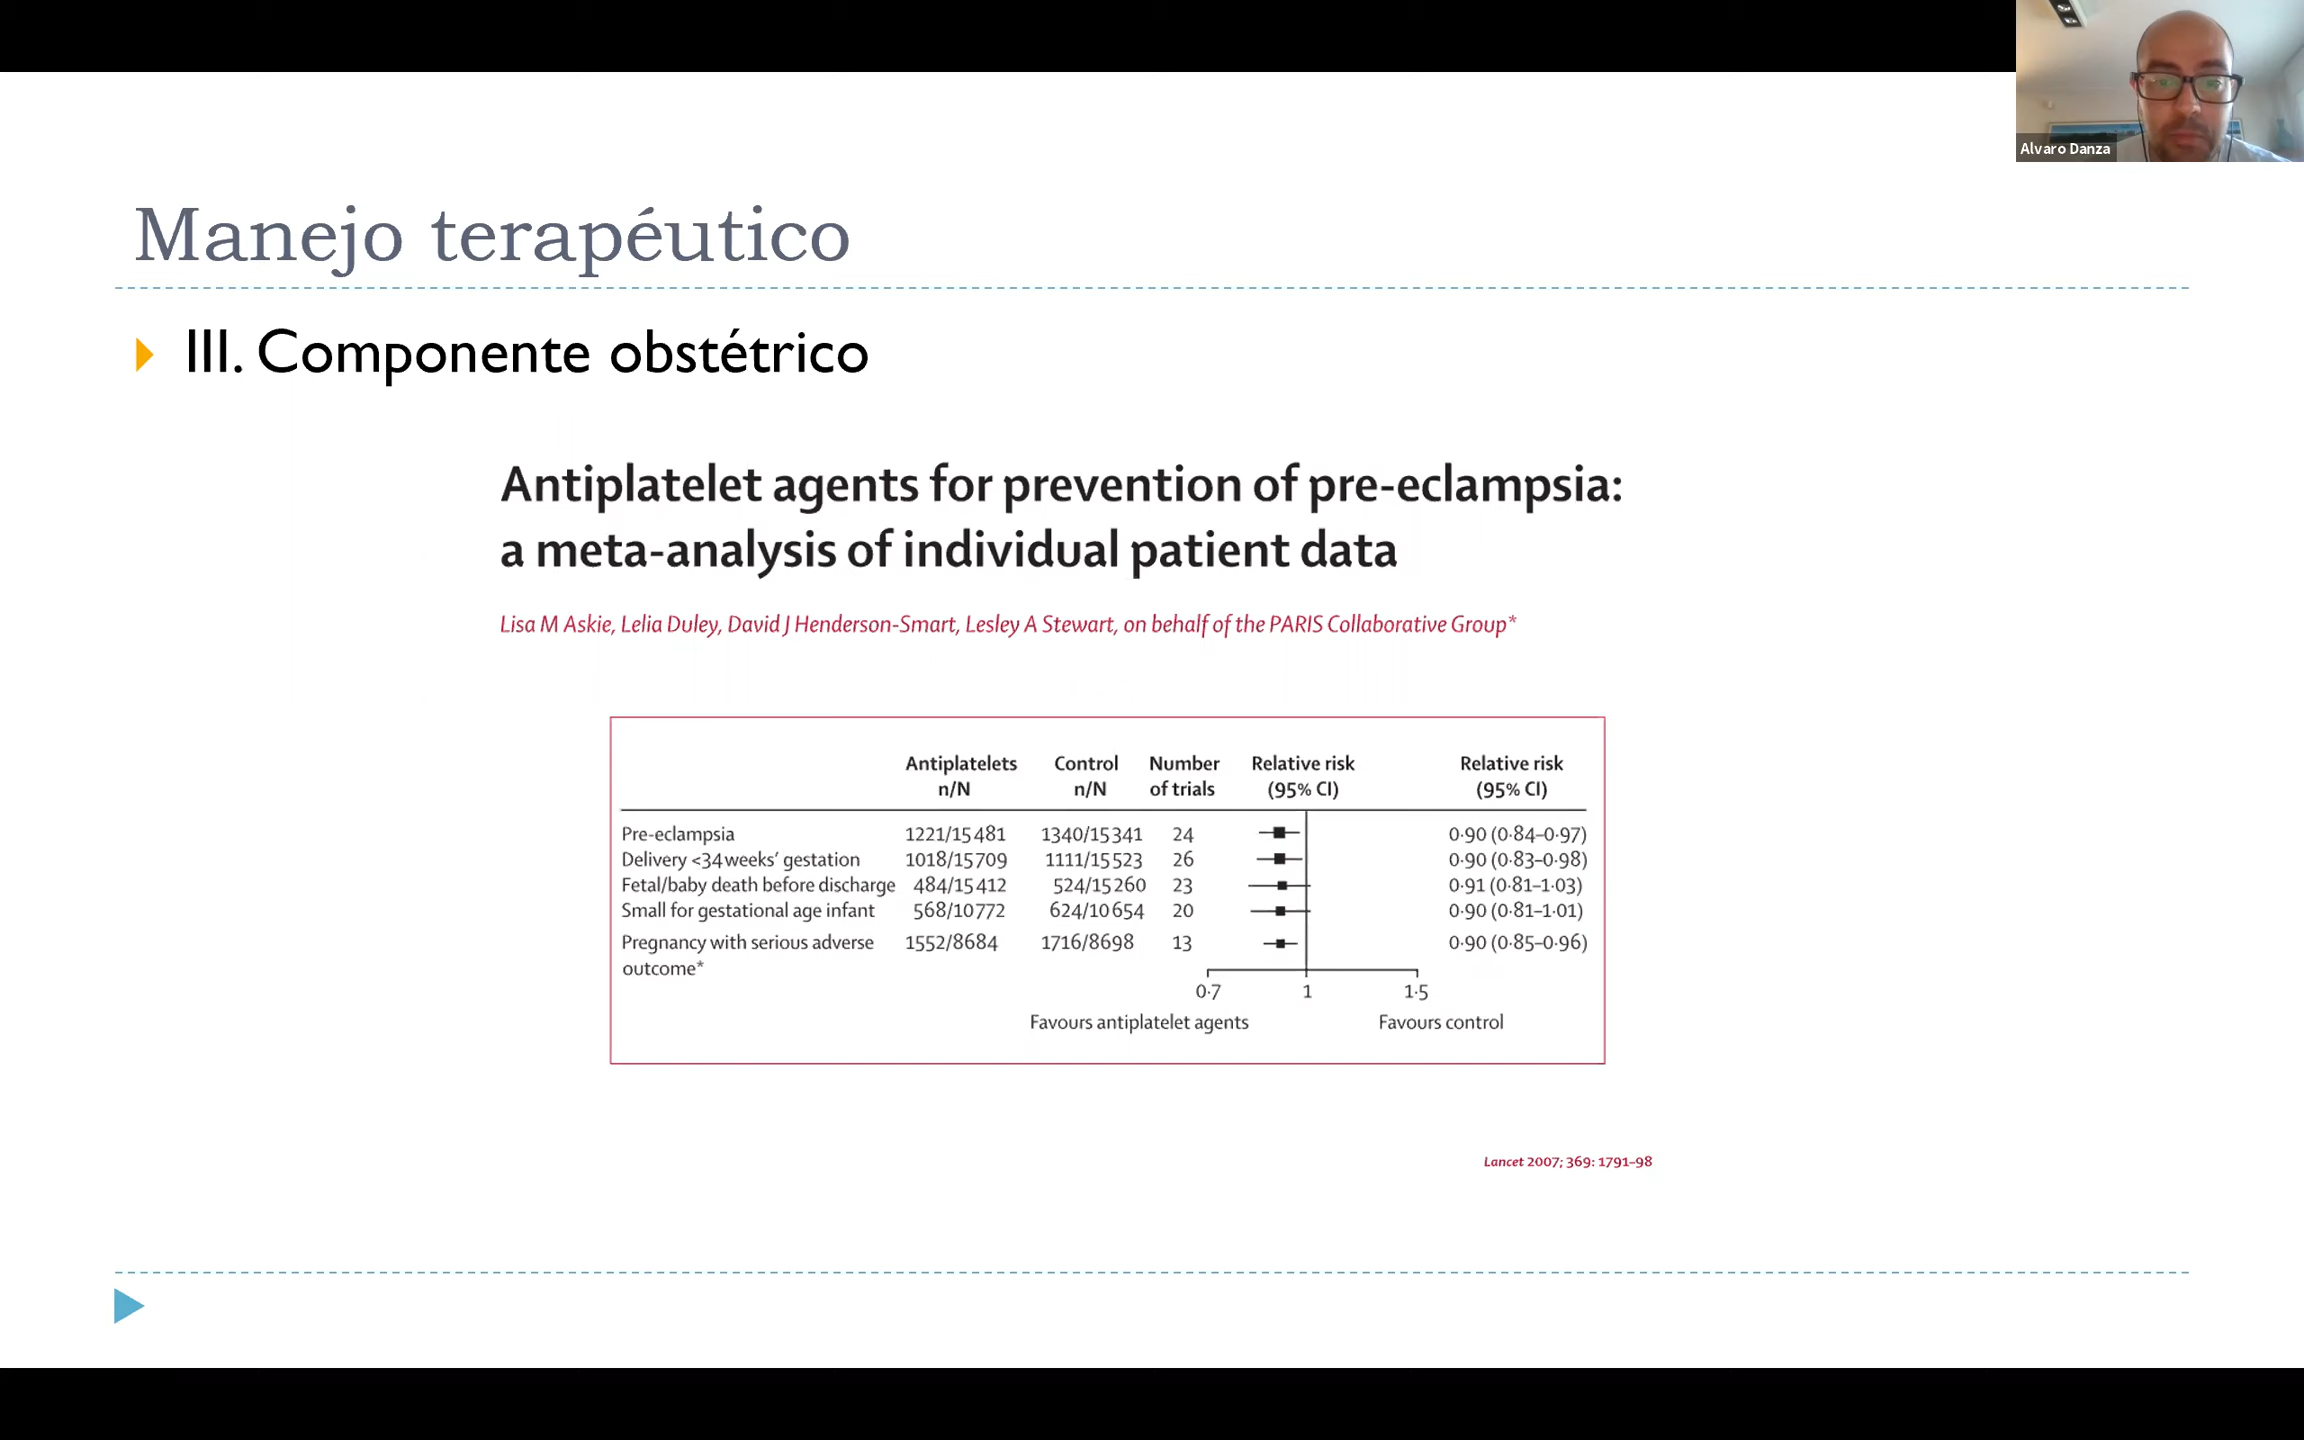 Alvaro Danza
Manejo terapéutico
III. Componente obstétrico
Antiplatelet agents for prevention of pre-eclampsia:
a meta-analysis of individual patient data
Lisa M Askie, Lelia Duley, David J Henderson-Smart, Lesley A Stewart, on behalf of the PARIS Collaborative Group*
Antiplatelets Control Number Relative risk Relative risk
n/N n/N of trials (95% CI) (95% CI)
Pre-eclampsia 1221/15481 1340/15341 24 0·90 (0·84–0·97)
Delivery <34 weeks’ gestation 1018/15709 1111/15523 26 0·90 (0·83–0·98)
Fetal/baby death before discharge 484/15412 524/15260 23 0·91 (0·81–1·03)
Small for gestational age infant 568/10772 624/10654 20 0·90 (0·81–1·01)
Pregnancy with serious adverse 1552/8684 1716/8698 13 0·90 (0·85–0·96)
outcome*
0·7 1 1·5
Favours antiplatelet agents Favours control
Lancet 2007; 369: 1791–98